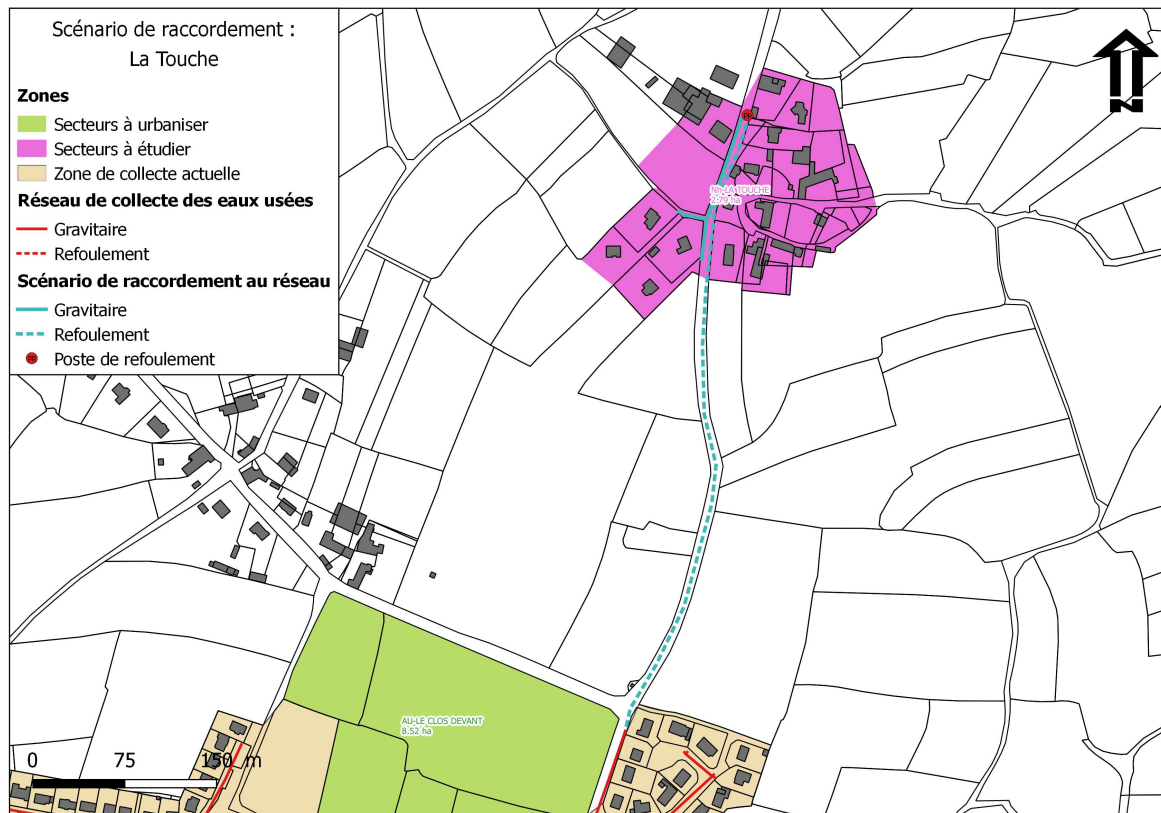 Scénario de raccordement :
La Touche
Zones
Secteurs à urbaniser
Secteurs à étudier
Zone de collecte actuelle
Réseau de collecte des eaux usées
Gravitaire
Refoulement
Scénario de raccordement au réseau
Gravitaire
Refoulement
PR Poste de refoulement
N
PR
Nh-LA TOUCHE
2.79 ha
AU-LE CLOS DEVANT
8.52 ha
0 75 150 m